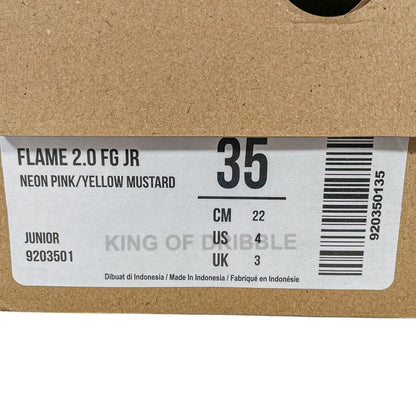 FLAME 2.0 FG JR
NEON PINK/YELLOW MUSTARD
35
CM 22
US 4
UK 3
JUNIOR
9203501
KING OF DRIBBLE
Dibuat di Indonesia / Made In Indonesia / Fabriqué en Indonésie
920350135